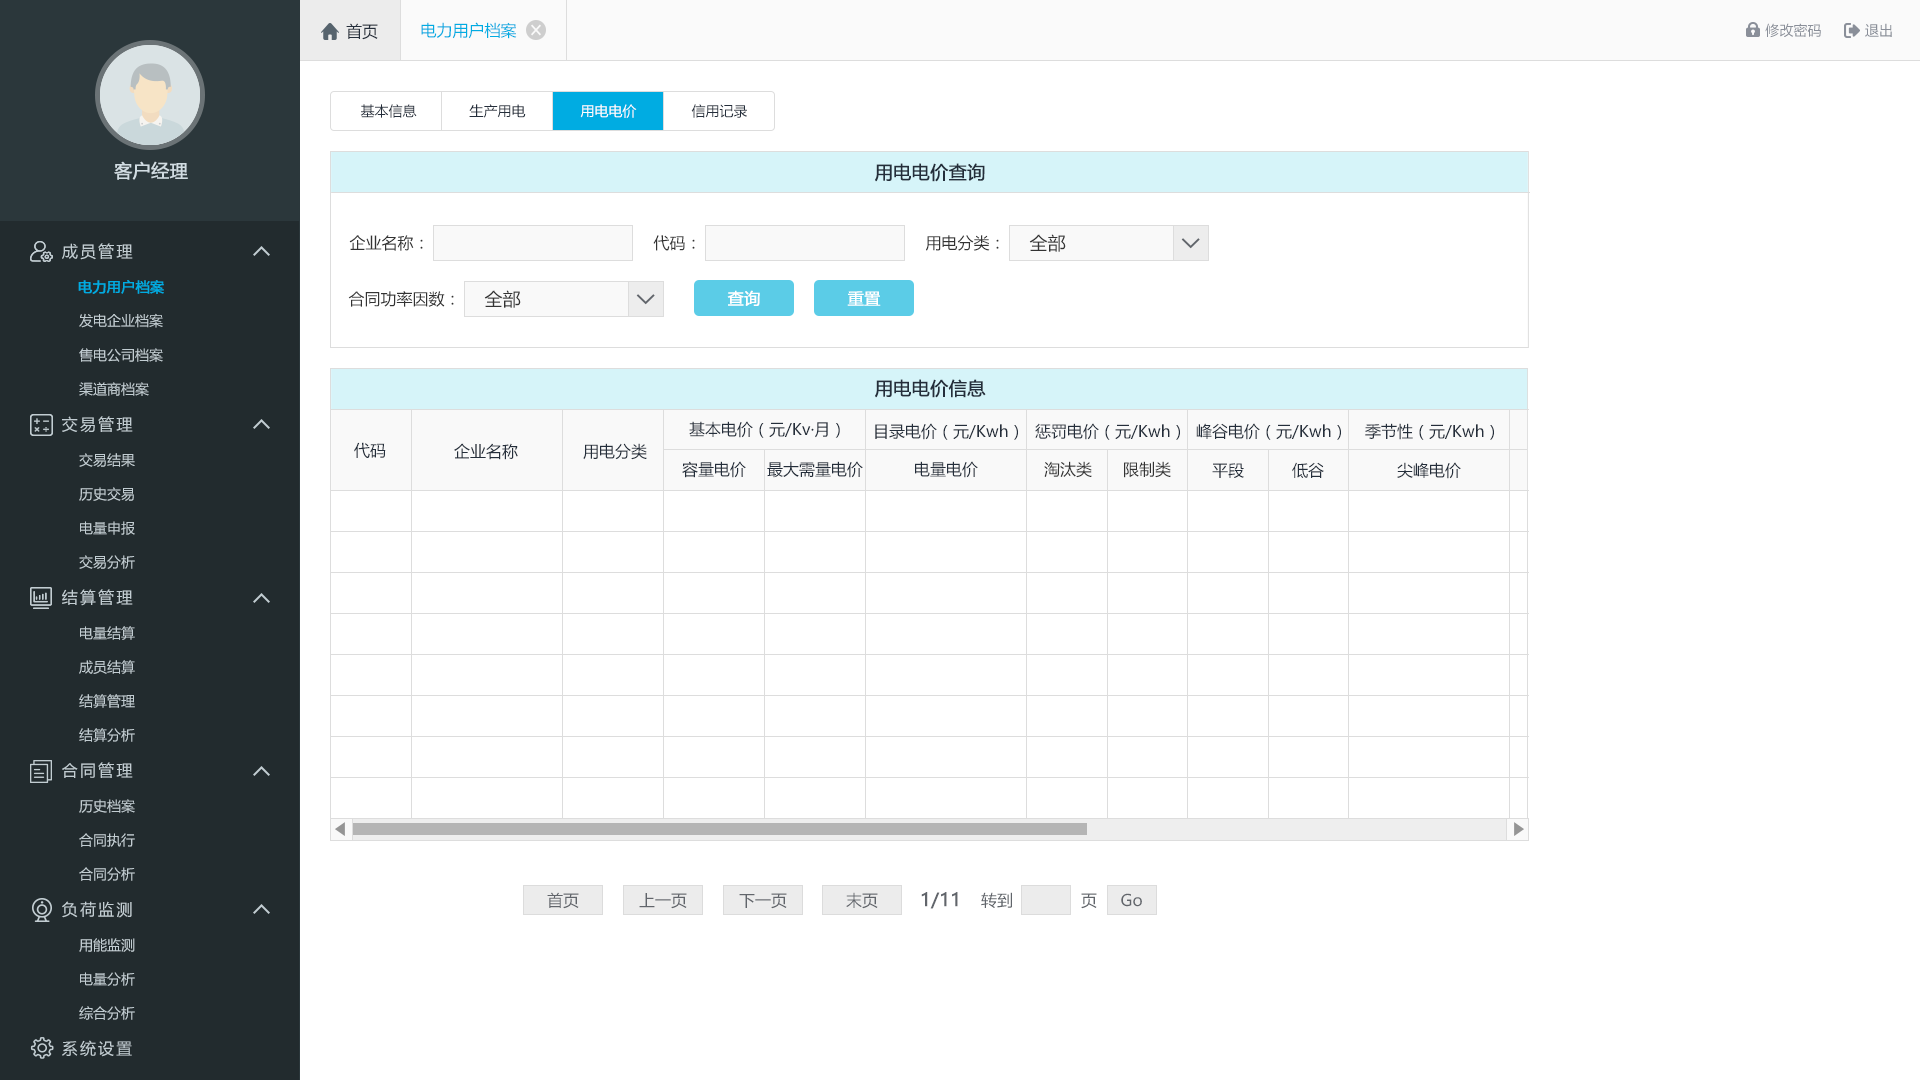 首页
电力用户档案
修改密码
退出
客户经理
成员管理
电力用户档案
发电企业档案
售电公司档案
渠道商档案
交易管理
交易结果
历史交易
电量申报
交易分析
结算管理
电量结算
成员结算
结算管理
结算分析
合同管理
历史档案
合同执行
合同分析
负荷监测
用能监测
电量分析
综合分析
系统设置
基本信息
生产用电
用电电价
信用记录
用电电价查询
企业名称：
代码：
用电分类：
全部
合同功率因数：
全部
查询
重置
用电电价信息
代码
企业名称
用电分类
基本电价（元/Kv·月）
目录电价（元/Kwh）
惩罚电价（元/Kwh）
峰谷电价（元/Kwh）
季节性（元/Kwh）
容量电价
最大需量电价
电量电价
淘汰类
限制类
平段
低谷
尖峰电价
首页
上一页
下一页
末页
1/11
转到
页
Go